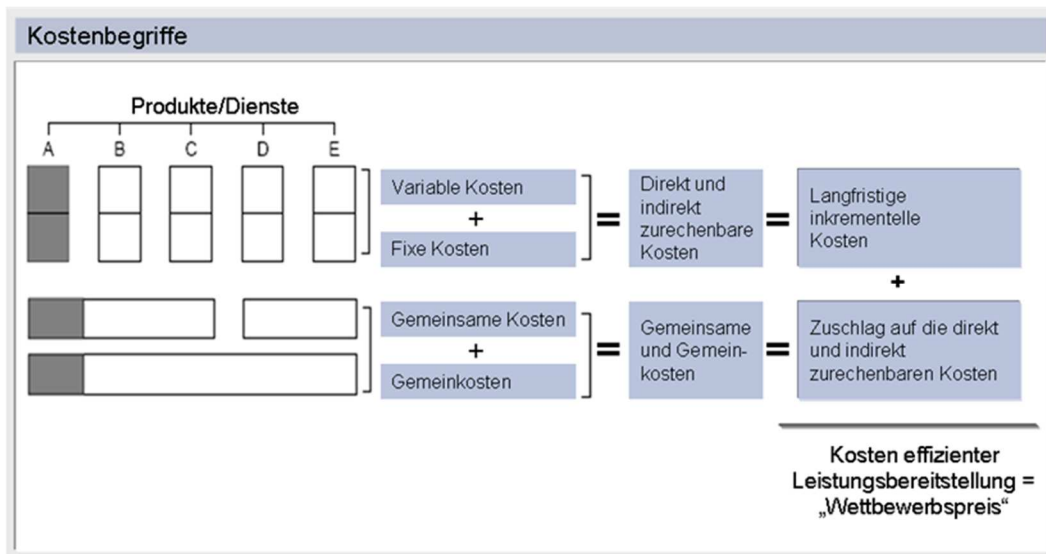 Kostenbegriffe
Produkte/Dienste
A B C D E
Variable Kosten
+
Fixe Kosten
=
Direkt und
indirekt
zurechenbare
Kosten
=
Langfristige
inkrementelle
Kosten
+
Gemeinsame Kosten
+
Gemeinkosten
=
Gemeinsame
und Gemein-
kosten
=
Zuschlag auf die direkt
und indirekt
zurechenbaren Kosten
Kosten effizienter
Leistungsbereitstellung =
„Wettbewerbspreis“